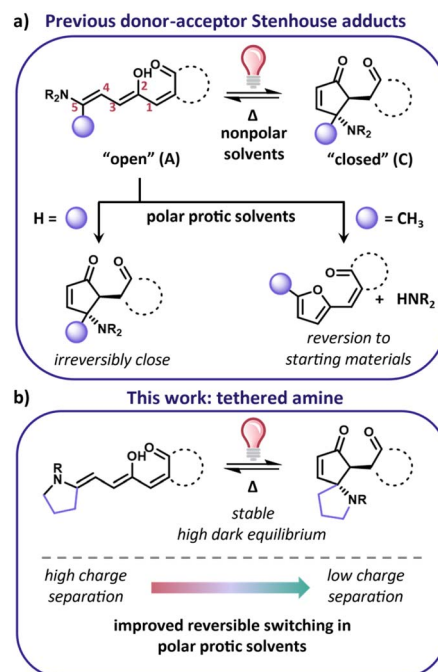 a) Previous donor-acceptor Stenhouse adducts
OH O
R₂N 4 2
5 3 1
Δ
nonpolar
solvents
O O
NR₂
"open" (A)
"closed" (C)
polar protic solvents
H =
= CH₃
O O
NR₂
irreversibly close
O O
+ HNR₂
reversion to
starting materials
b) This work: tethered amine
R
N
OH O
Δ
O O
NR
stable
high dark equilibrium
high charge
separation
low charge
separation
improved reversible switching in
polar protic solvents